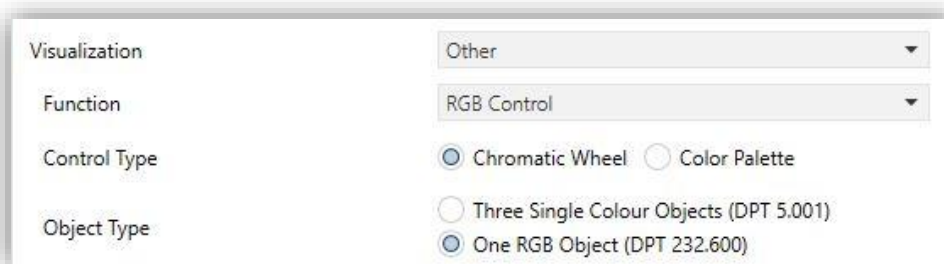 Visualization Other
Function RGB Control
Control Type Chromatic Wheel Color Palette
Three Single Colour Objects (DPT 5.001)
Object Type
One RGB Object (DPT 232.600)